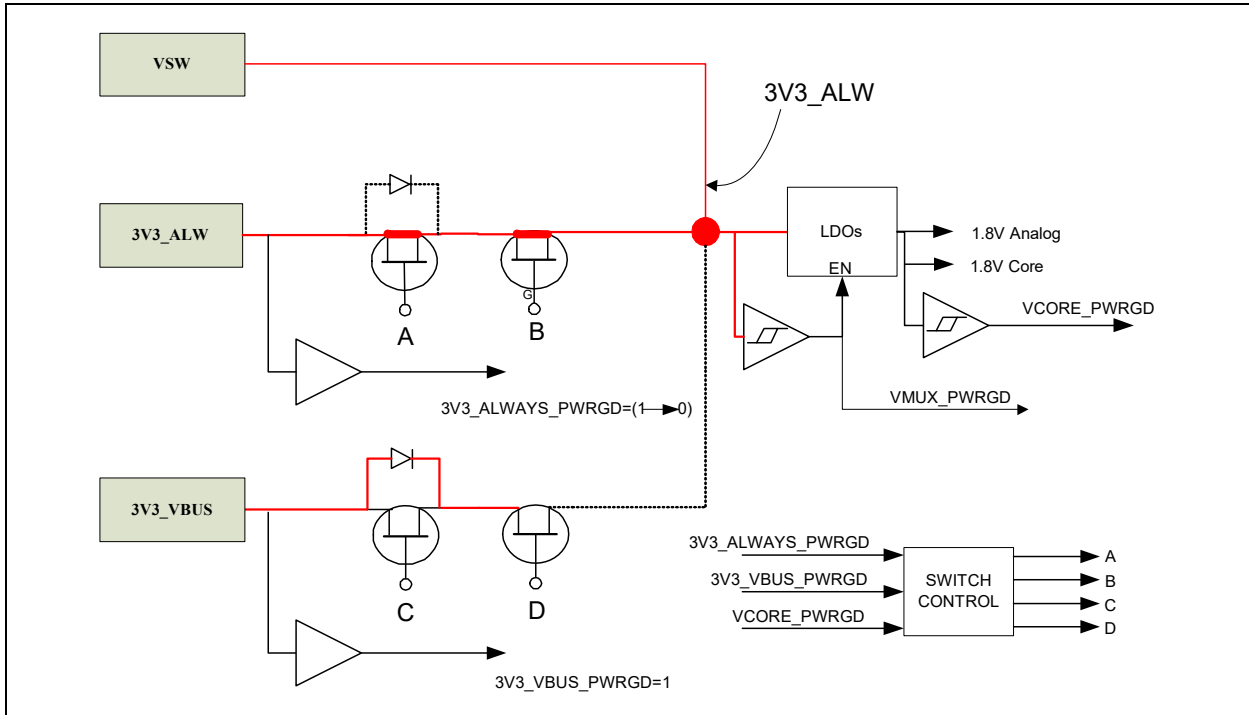 VSW
3V3_ALW
3V3_ALW
LDOs
EN
1.8V Analog
1.8V Core
VCORE_PWRGD
A
G
B
3V3_ALWAYS_PWRGD=(1 0)
VMUX_PWRGD
3V3_VBUS
C
D
3V3_VBUS_PWRGD=1
3V3_ALWAYS_PWRGD
3V3_VBUS_PWRGD
VCORE_PWRGD
SWITCH
CONTROL
A
B
C
D